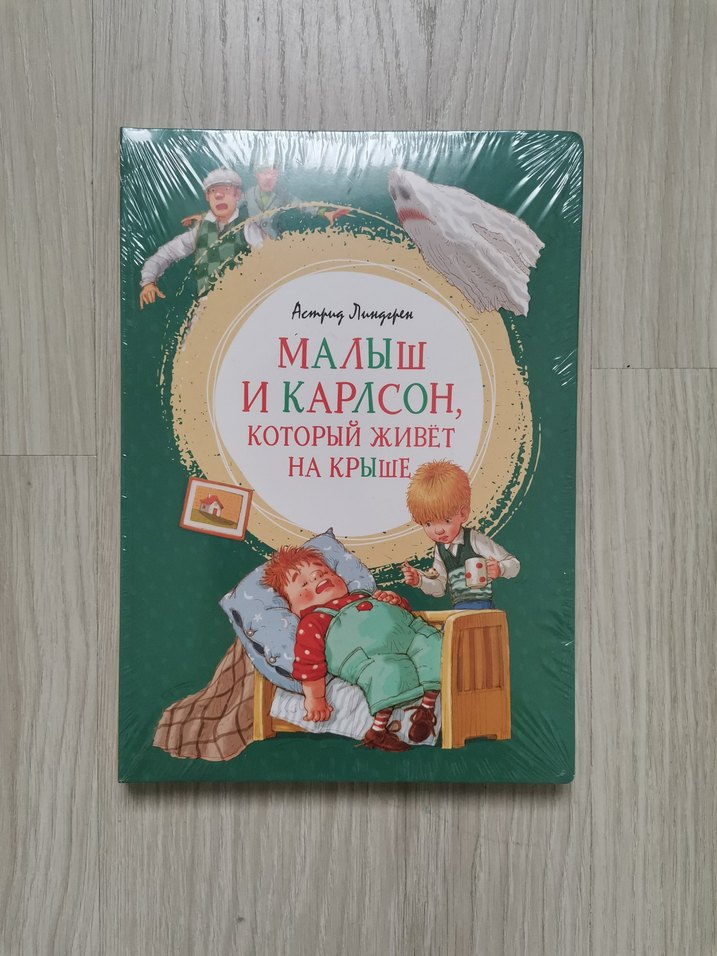 Астрид Линдгрен
МАЛЫШ
И КАРЛСОН,
КОТОРЫЙ ЖИВЁТ
НА КРЫШЕ